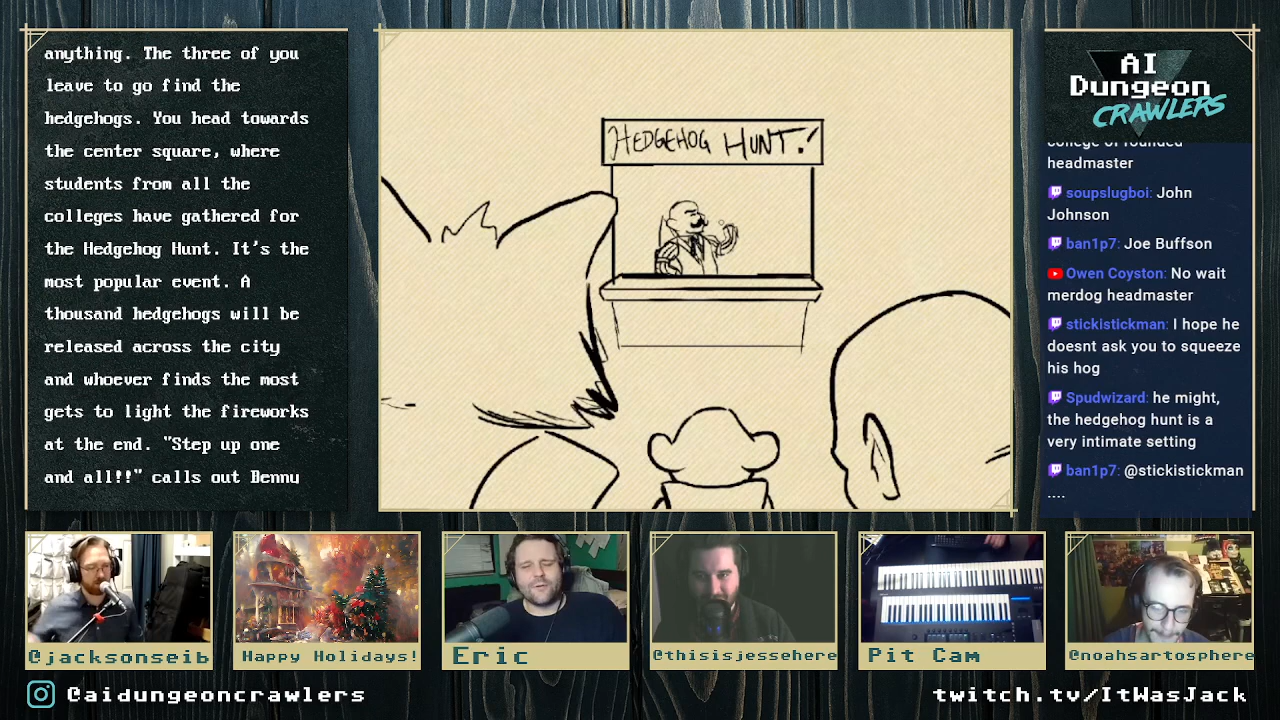 anything. The three of you
leave to go find the
hedgehogs. You head towards
the center square, where
students from all the
colleges have gathered for
the Hedgehog Hunt. It's the
most popular event. A
thousand hedgehogs will be
released across the city
and whoever finds the most
gets to light the fireworks
at the end. "Step up one
and all!!" calls out Bennu
HEDGEHOG HUNT!
AI
Dungeon
CRAWLERS
college of rounded
headmaster
soupslugboi: John
Johnson
ban1p7: Joe Buffson
Owen Coyston: No wait
merdog headmaster
stickistickman: I hope he
doesnt ask you to squeeze
his hog
Spudwizard: he might,
the hedgehog hunt is a
very intimate setting
ban1p7: @stickistickman
....
@jacksonseib
Happy Holidays!
Eric
@thisisjessehere
Pit Cam
@noahsartosphere
@aidungeoncrawlers
twitch.tv/ItWasJack